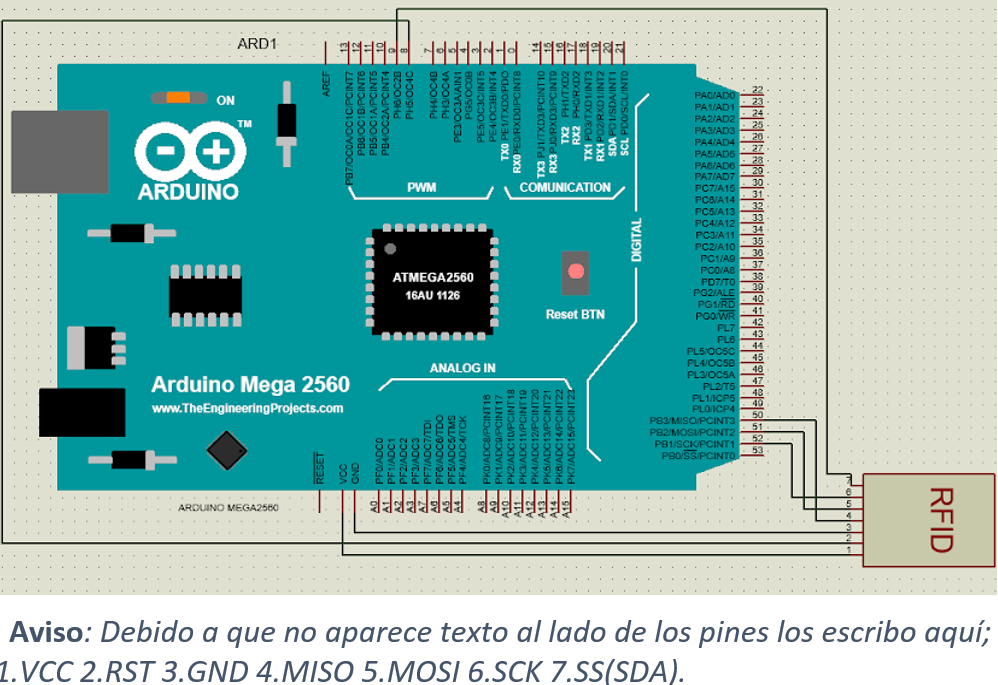 ARD1
AREF
13
12
11
10
9
8
7
6
5
4
3
2
1
0
14
15
16
17
18
19
20
21
PB7/OC0A/OC1C/PCINT7
PB6/OC1B/PCINT6
PB5/OC1A/PCINT5
PB4/OC2A/PCINT4
PH6/OC2B
PH5/OC4C
PH4/OC4B
PH3/OC4A
PE3/OC3A/AIN1
PG5/OC0B
PE5/OC3C/INT5
PE4/OC3B/INT4
TX0 PE1/TXD0/PDO
RX0 PE0/RXD0/PCINT8
TX3 PJ1/TXD3/PCINT10
RX3 PJ0/RXD3/PCINT9
TX2 PH1/TXD2
RX2 PH0/RXD2
TX1 PD3/TXD1/INT3
RX1 PD2/RXD1/INT2
SDA PD1/SDA/INT1
SCL PD0/SCL/INT0
ON
TM
ARDUINO
PWM
COMUNICATION
DIGITAL
PA0/AD0 22
PA1/AD1 23
PA2/AD2 24
PA3/AD3 25
PA4/AD4 26
PA5/AD5 27
PA6/AD6 28
PA7/AD7 29
PC7/A15 30
PC6/A14 31
PC5/A13 32
PC4/A12 33
PC3/A11 34
PC2/A10 35
PC1/A9 36
PC0/A8 37
PD7/T0 38
PG2/ALE 39
PG1/RD 40
PG0/WR 41
PL7 42
PL6 43
PL5/OC5C 44
PL4/OC5B 45
PL3/OC5A 46
PL2/T5 47
PL1/ICP5 48
PL0/ICP4 49
PB3/MISO/PCINT3 50
PB2/MOSI/PCINT2 51
PB1/SCK/PCINT1 52
PB0/SS/PCINT0 53
ATMEGA2560
16AU 1126
Reset BTN
ANALOG IN
Arduino Mega 2560
www.TheEngineeringProjects.com
RESET
VCC
GND
PF0/ADC0
PF1/ADC1
PF2/ADC2
PF3/ADC3
PF7/ADC7/TDI
PF6/ADC6/TDO
PF5/ADC5/TMS
PF4/ADC4/TCK
PK0/ADC8/PCINT16
PK1/ADC9/PCINT17
PK2/ADC10/PCINT18
PK3/ADC11/PCINT19
PK4/ADC12/PCINT20
PK5/ADC13/PCINT21
PK6/ADC14/PCINT22
PK7/ADC15/PCINT23
A0
A1
A2
A3
A7
A6
A5
A4
A8
A9
A10
A11
A12
A13
A14
A15
ARDUINO MEGA2560
7
6
5
4
3
2
1
RFID
Aviso: Debido a que no aparece texto al lado de los pines los escribo aquí;
1.VCC 2.RST 3.GND 4.MISO 5.MOSI 6.SCK 7.SS(SDA).